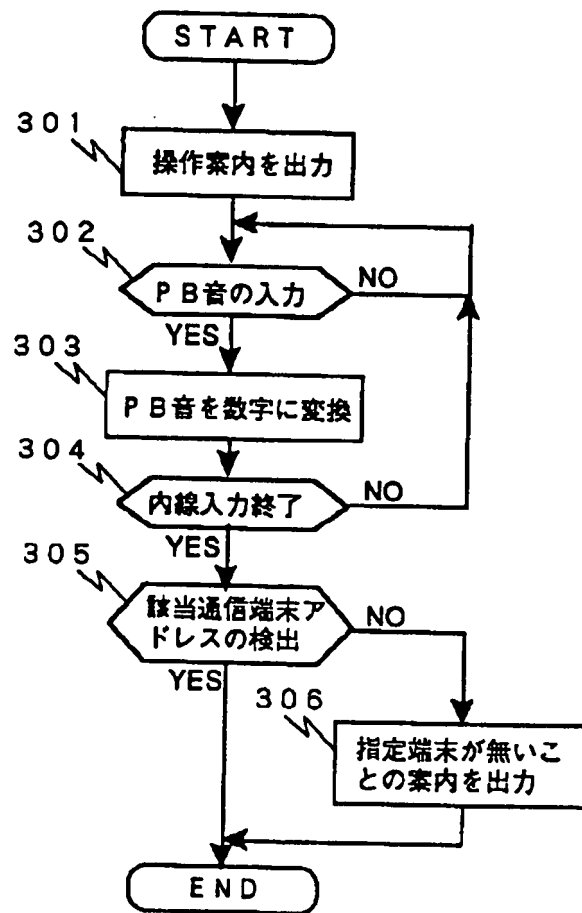 START
301
操作案内を出力
302
PB音の入力
NO
YES
303
PB音を数字に変換
304
内線入力終了
NO
YES
305
該当通信端末ア
ドレスの検出
NO
YES
306
指定端末が無いこ
との案内を出力
END